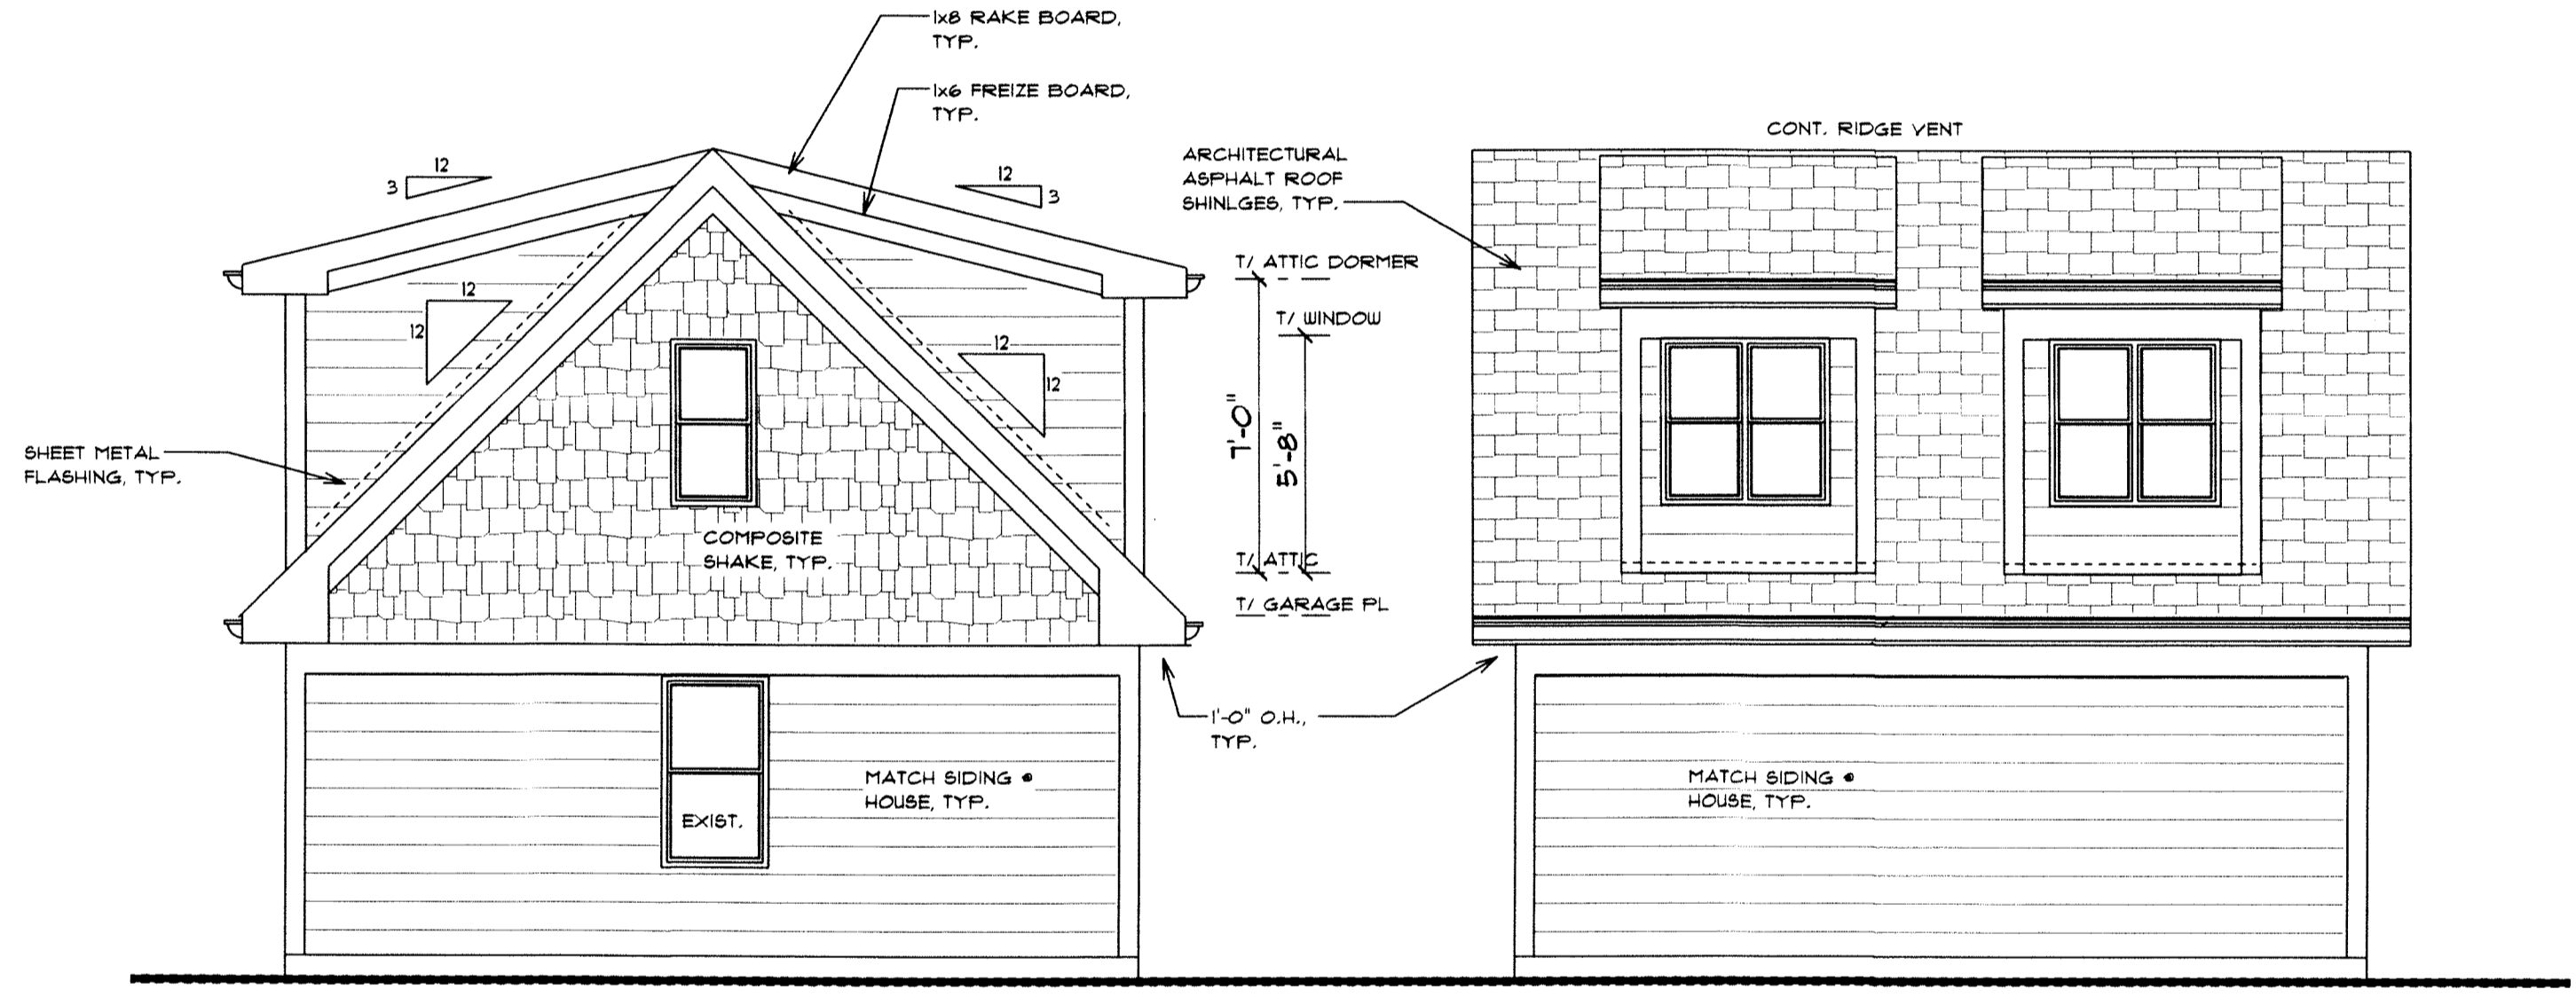 1x8 RAKE BOARD,
TYP.
1x6 FREIZE BOARD,
TYP.
12
3
12
3
12
12
12
12
SHEET METAL
FLASHING, TYP.
COMPOSITE
SHAKE, TYP.
EXIST.
MATCH SIDING @
HOUSE, TYP.
CONT. RIDGE VENT
ARCHITECTURAL
ASPHALT ROOF
SHINLGES, TYP.
T/ ATTIC DORMER
T/ WINDOW
7'-0"
5'-8"
T/ ATTIC
T/ GARAGE PL
1'-0" O.H.,
TYP.
MATCH SIDING @
HOUSE, TYP.